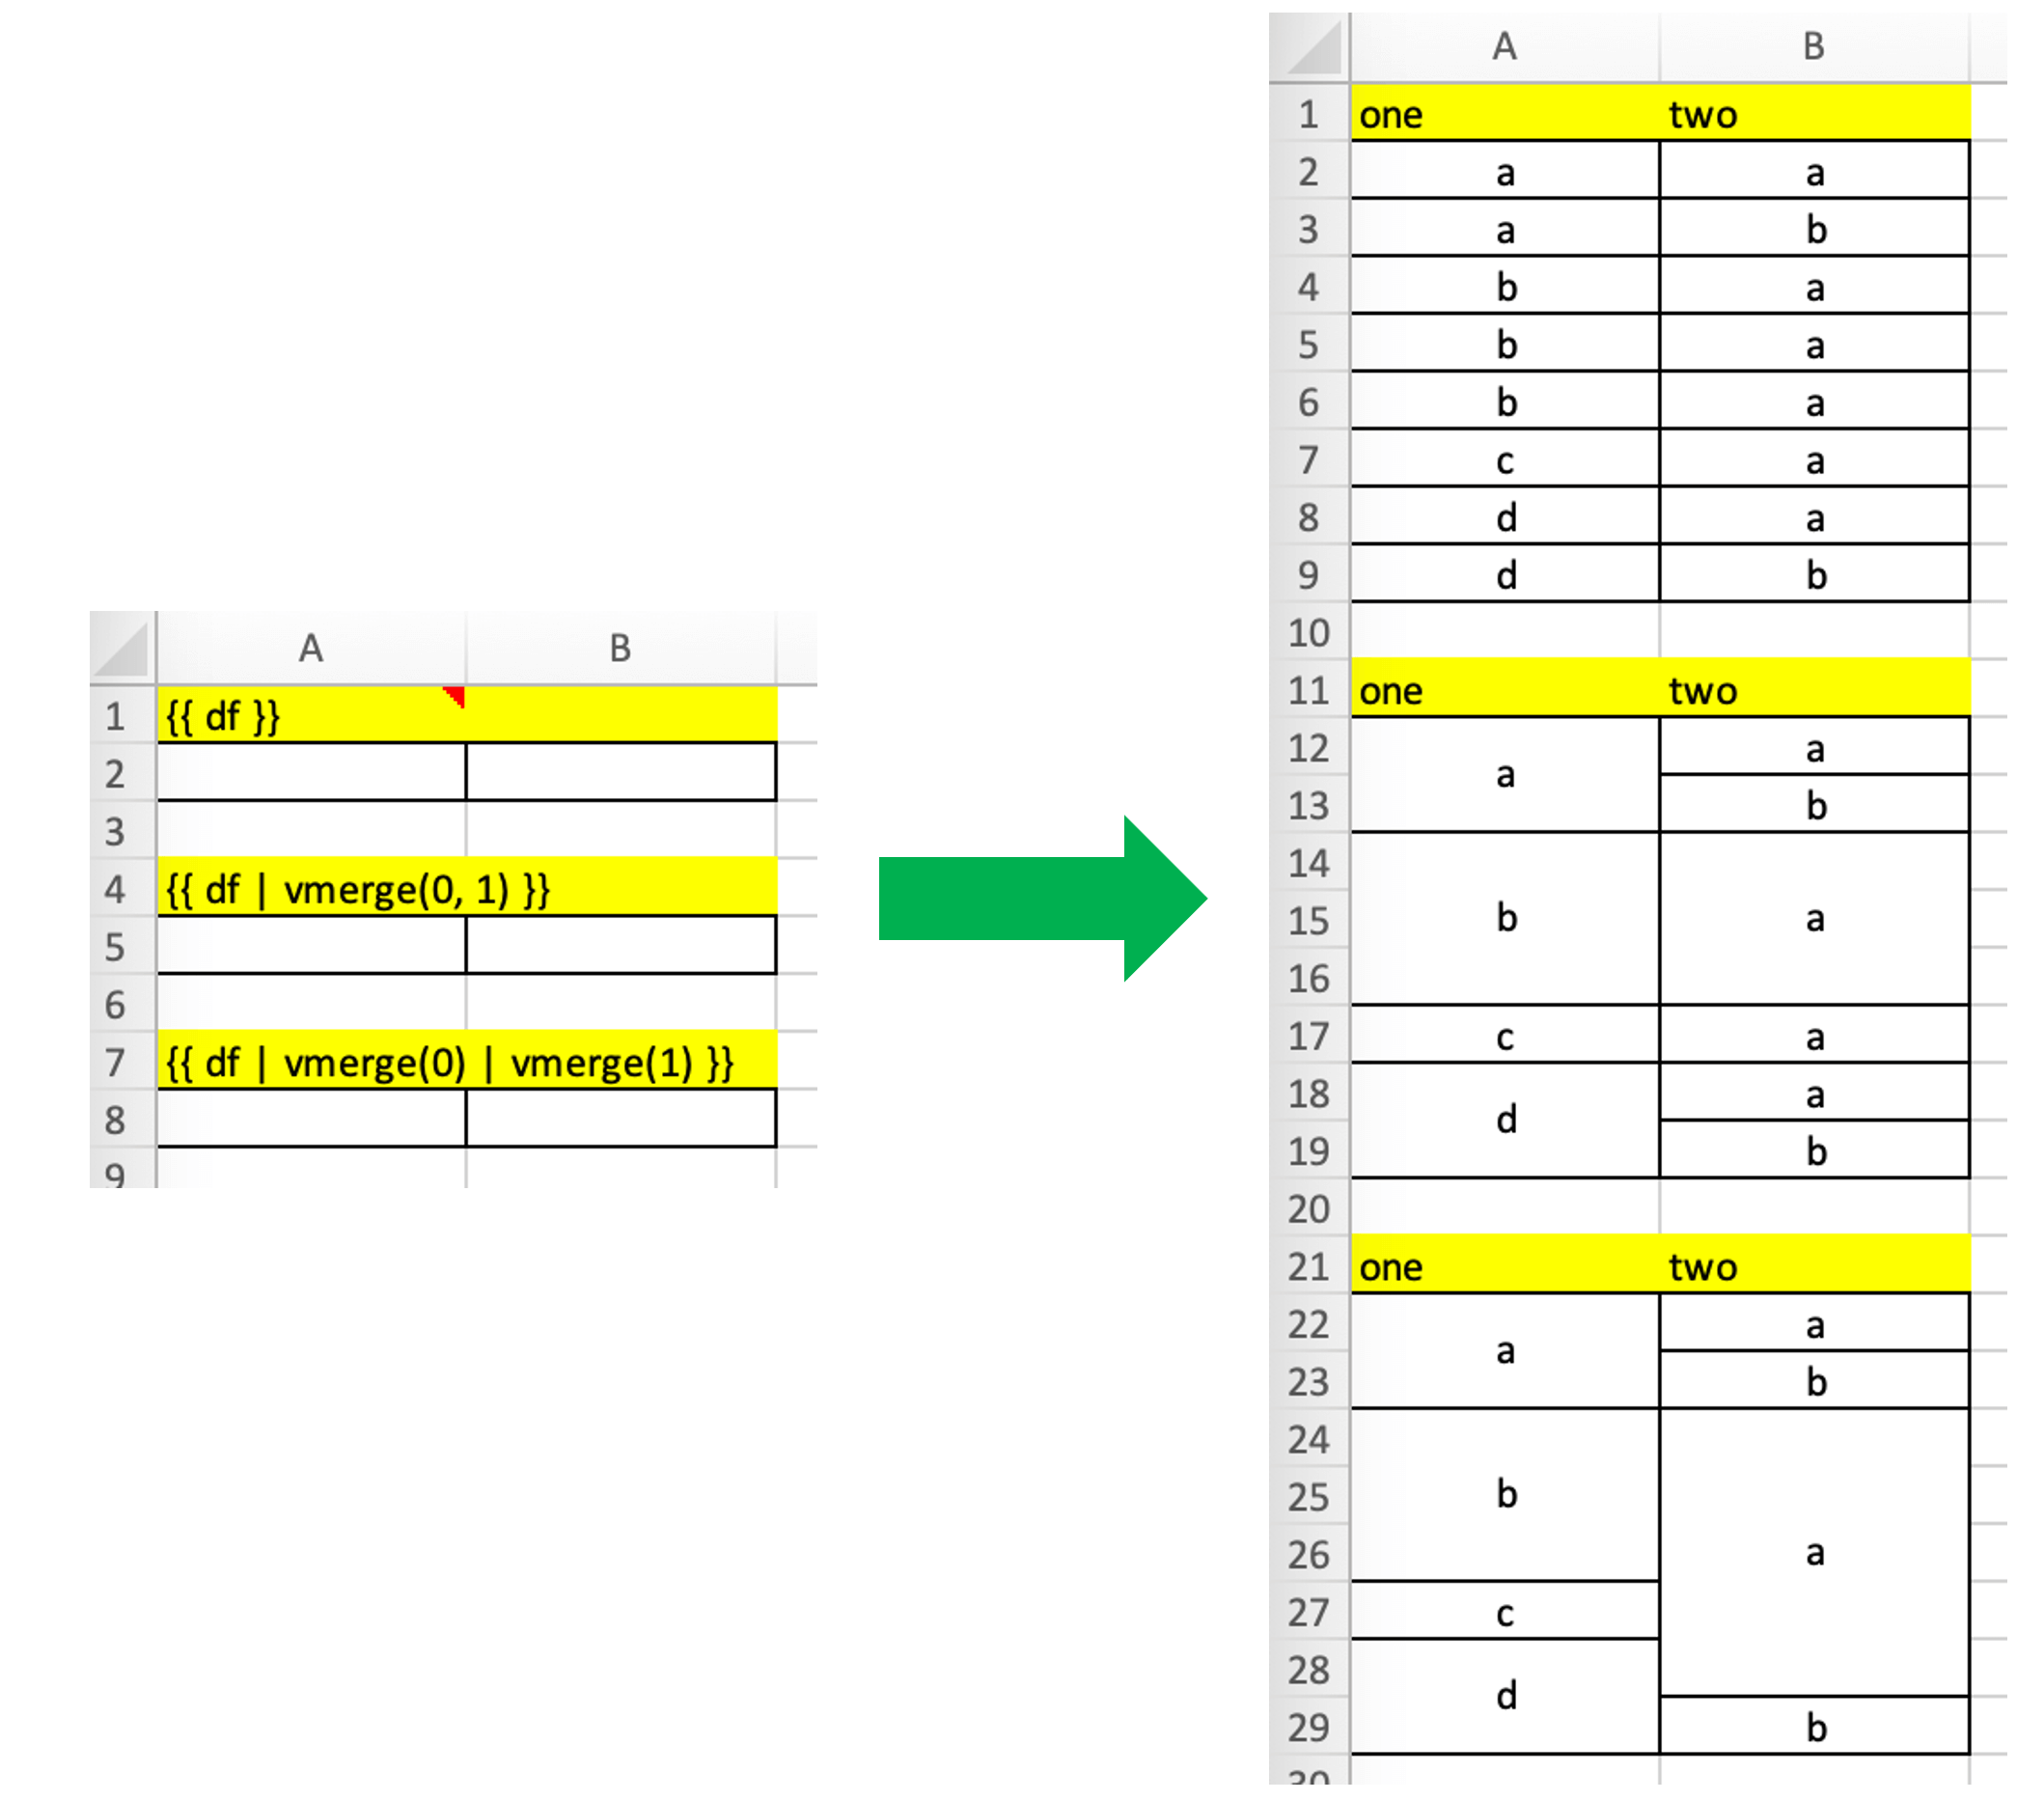 A B
1 {{ df }}
2
3
4 {{ df | vmerge(0, 1) }}
5
6
7 {{ df | vmerge(0) | vmerge(1) }}
8
9
A B
1 one two
2 a a
3 a b
4 b a
5 b a
6 b a
7 c a
8 d a
9 d b
10
11 one two
12 a
a
13 b
14
15 b a
16
17 c a
18 a
d
19 b
20
21 one two
22 a
a
23 b
24
25 b
26 a
27 c
28
d
29 b
30